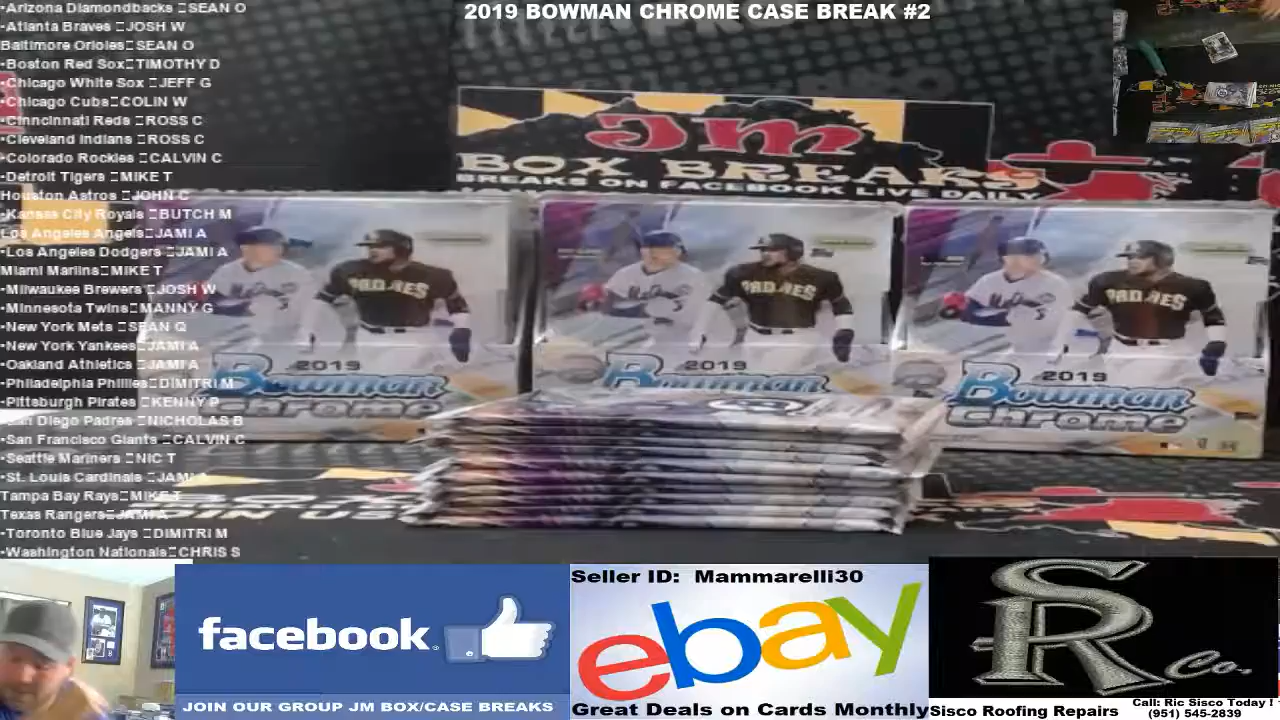 2019 BOWMAN CHROME CASE BREAK #2
•Arizona Diamondbacks SEAN O
•Atlanta Braves JOSH W
Baltimore Orioles SEAN O
•Boston Red Sox TIMOTHY D
•Chicago White Sox JEFF G
•Chicago Cubs COLIN W
•Cinncinnati Reds ROSS C
•Cleveland Indians ROSS C
•Colorado Rockies CALVIN C
•Detroit Tigers MIKE T
Houston Astros JOHN C
•Kansas City Royals BUTCH M
Los Angeles Angels JAMI A
•Los Angeles Dodgers JAMI A
Miami Marlins MIKE T
•Milwaukee Brewers JOSH W
•Minnesota Twins MANNY G
•New York Mets SEAN O
•New York Yankees JAMI A
•Oakland Athletics JAMI A
•Philadelphia Phillies DIMITRI M
•Pittsburgh Pirates KENNY P
San Diego Padres NICHOLAS B
•San Francisco Giants CALVIN C
•Seattle Mariners NIC T
•St. Louis Cardinals JAMI A
Tampa Bay Rays MIKE T
Texas Rangers JAMI A
•Toronto Blue Jays DIMITRI M
•Washington Nationals CHRIS S
JM
BOX BREAKS
BREAKS ON FACEBOOK LIVE DAILY
PADRES
2019
Bowman
Chrome
PADRES
2019
Bowman
PADRES
2019
Bowman
Chrome
JOIN US
facebook
JOIN OUR GROUP JM BOX/CASE BREAKS
Seller ID: Mammarelli30
ebay
Great Deals on Cards Monthly
SR Co.
Sisco Roofing Repairs
Call: Ric Sisco Today !
(951) 545-2839